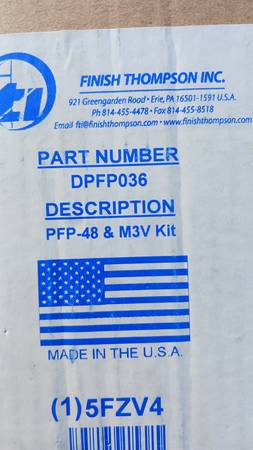 fti
FINISH THOMPSON INC.
921 Greengarden Road • Erie, PA 16501-1591 U.S.A.
Ph 814-455-4478 • Fax 814-455-8518
Email fti@finishthompson.com • www.finishthompson.com
PART NUMBER
DPFP036
DESCRIPTION
PFP-48 & M3V Kit
MADE IN THE U.S.A.
(1)5FZV4